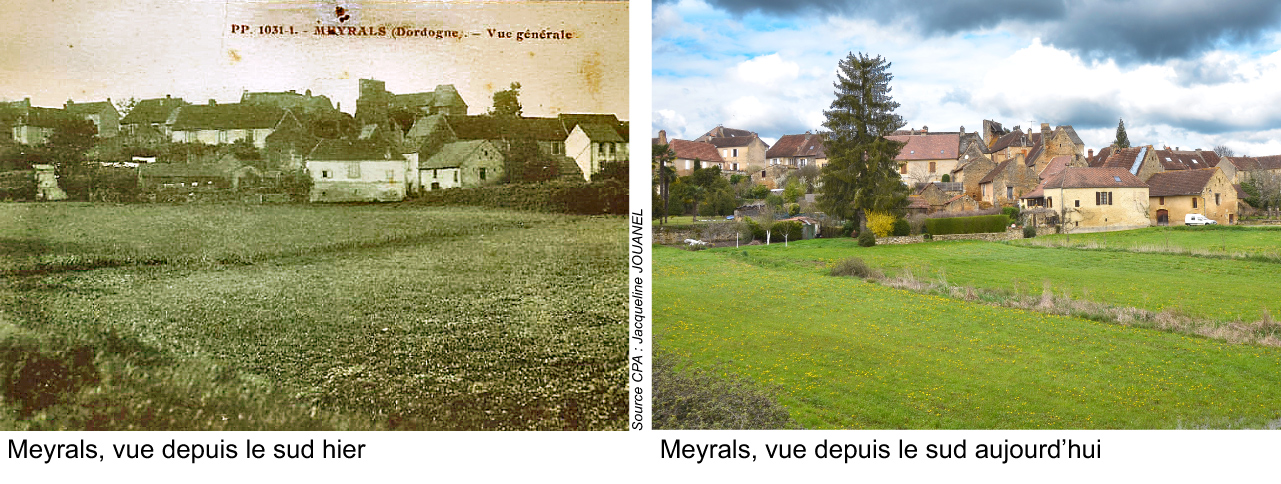 PP. 1031-1. - MEYRALS (Dordogne). - Vue générale
Source CPA : Jacqueline JOUANEL
Meyrals, vue depuis le sud hier
Meyrals, vue depuis le sud aujourd'hui